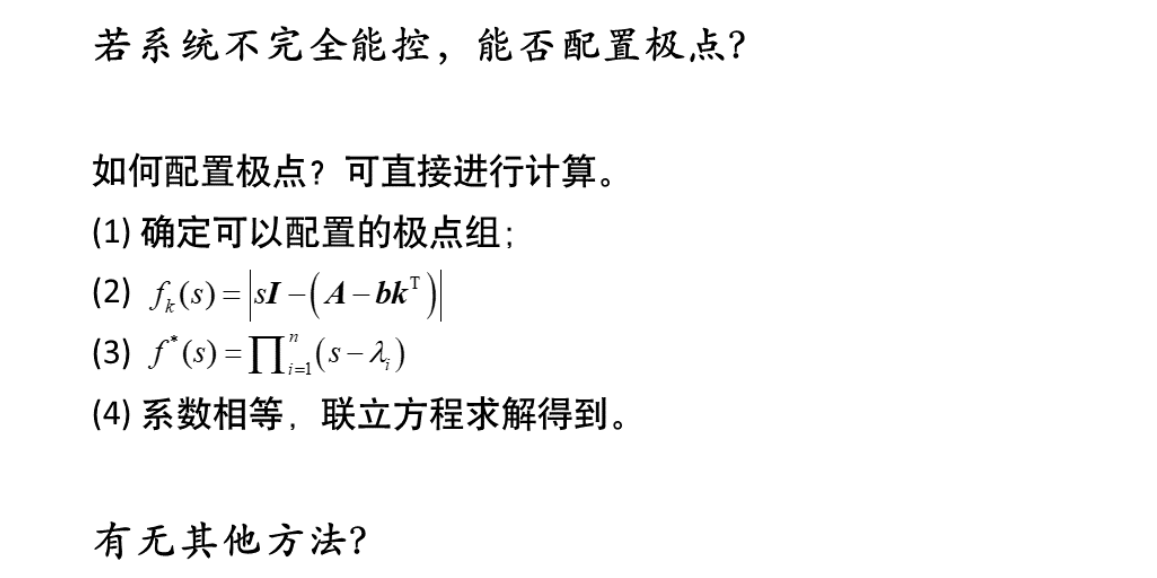 若系统不完全能控，能否配置极点？
如何配置极点？可直接进行计算。
(1) 确定可以配置的极点组；
(2) $f_k(s)=\left|s\boldsymbol{I}-\left(\boldsymbol{A}-\boldsymbol{b}\boldsymbol{k}^{\mathrm{T}}\right)\right|$
(3) $f^*(s)=\prod_{i=1}^{n}(s-\lambda_i)$
(4) 系数相等，联立方程求解得到。
有无其他方法？